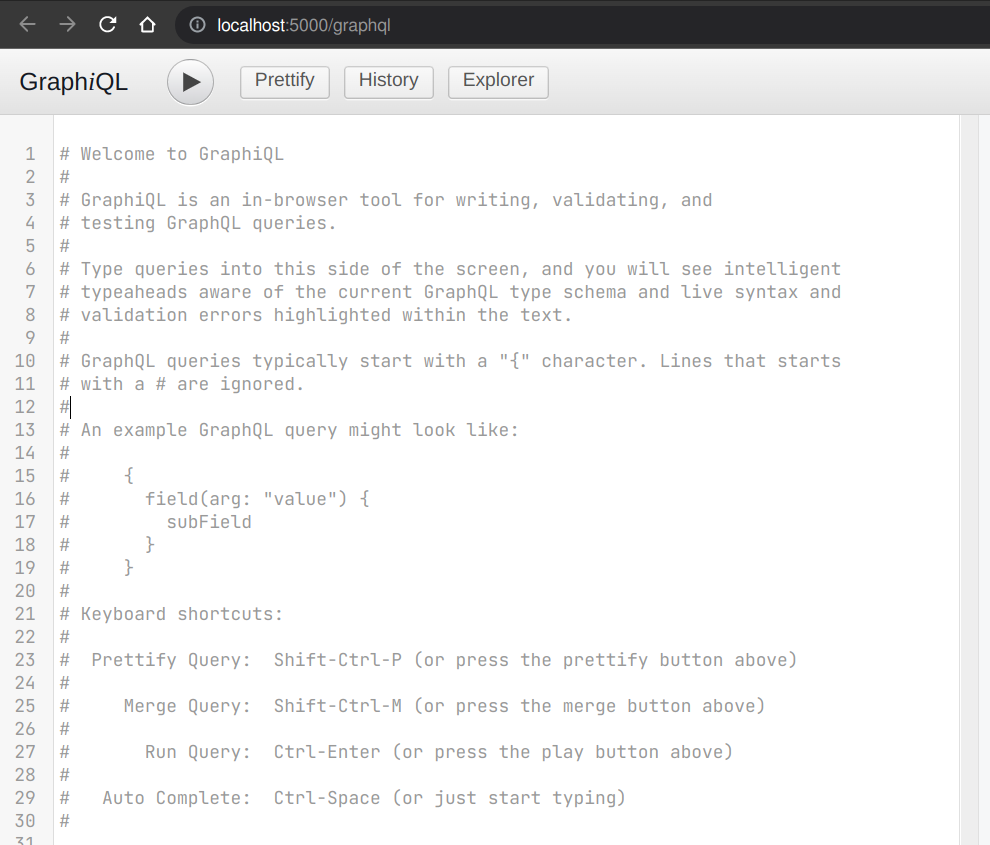 localhost:5000/graphql
GraphiQL
Prettify History Explorer
1 # Welcome to GraphiQL
2 #
3 # GraphiQL is an in-browser tool for writing, validating, and
4 # testing GraphQL queries.
5 #
6 # Type queries into this side of the screen, and you will see intelligent
7 # typeaheads aware of the current GraphQL type schema and live syntax and
8 # validation errors highlighted within the text.
9 #
10 # GraphQL queries typically start with a "{" character. Lines that starts
11 # with a # are ignored.
12 #
13 # An example GraphQL query might look like:
14 #
15 #     {
16 #       field(arg: "value") {
17 #         subField
18 #       }
19 #     }
20 #
21 # Keyboard shortcuts:
22 #
23 #  Prettify Query:  Shift-Ctrl-P (or press the prettify button above)
24 #
25 #     Merge Query:  Shift-Ctrl-M (or press the merge button above)
26 #
27 #       Run Query:  Ctrl-Enter (or press the play button above)
28 #
29 #   Auto Complete:  Ctrl-Space (or just start typing)
30 #
31